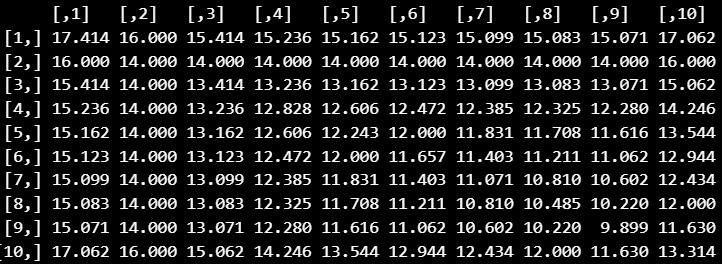 [,1] [,2] [,3] [,4] [,5] [,6] [,7] [,8] [,9] [,10]
[1,] 17.414 16.000 15.414 15.236 15.162 15.123 15.099 15.083 15.071 17.062
[2,] 16.000 14.000 14.000 14.000 14.000 14.000 14.000 14.000 14.000 16.000
[3,] 15.414 14.000 13.414 13.236 13.162 13.123 13.099 13.083 13.071 15.062
[4,] 15.236 14.000 13.236 12.828 12.606 12.472 12.385 12.325 12.280 14.246
[5,] 15.162 14.000 13.162 12.606 12.243 12.000 11.831 11.708 11.616 13.544
[6,] 15.123 14.000 13.123 12.472 12.000 11.657 11.403 11.211 11.062 12.944
[7,] 15.099 14.000 13.099 12.385 11.831 11.403 11.071 10.810 10.602 12.434
[8,] 15.083 14.000 13.083 12.325 11.708 11.211 10.810 10.485 10.220 12.000
[9,] 15.071 14.000 13.071 12.280 11.616 11.062 10.602 10.220 9.899 11.630
[10,] 17.062 16.000 15.062 14.246 13.544 12.944 12.434 12.000 11.630 13.314